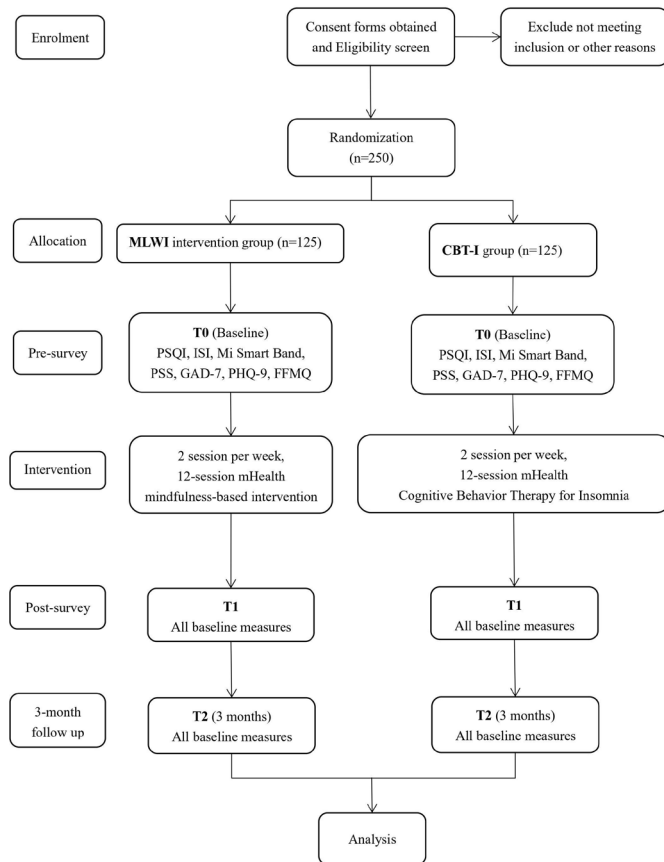 Enrolment
Consent forms obtained
and Eligibility screen
Exclude not meeting
inclusion or other reasons
Randomization
(n=250)
Allocation
MLWI intervention group (n=125)
CBT-I group (n=125)
Pre-survey
T0 (Baseline)
PSQI, ISI, Mi Smart Band,
PSS, GAD-7, PHQ-9, FFMQ
T0 (Baseline)
PSQI, ISI, Mi Smart Band,
PSS, GAD-7, PHQ-9, FFMQ
Intervention
2 session per week,
12-session mHealth
mindfulness-based intervention
2 session per week,
12-session mHealth
Cognitive Behavior Therapy for Insomnia
Post-survey
T1
All baseline measures
T1
All baseline measures
3-month
follow up
T2 (3 months)
All baseline measures
T2 (3 months)
All baseline measures
Analysis